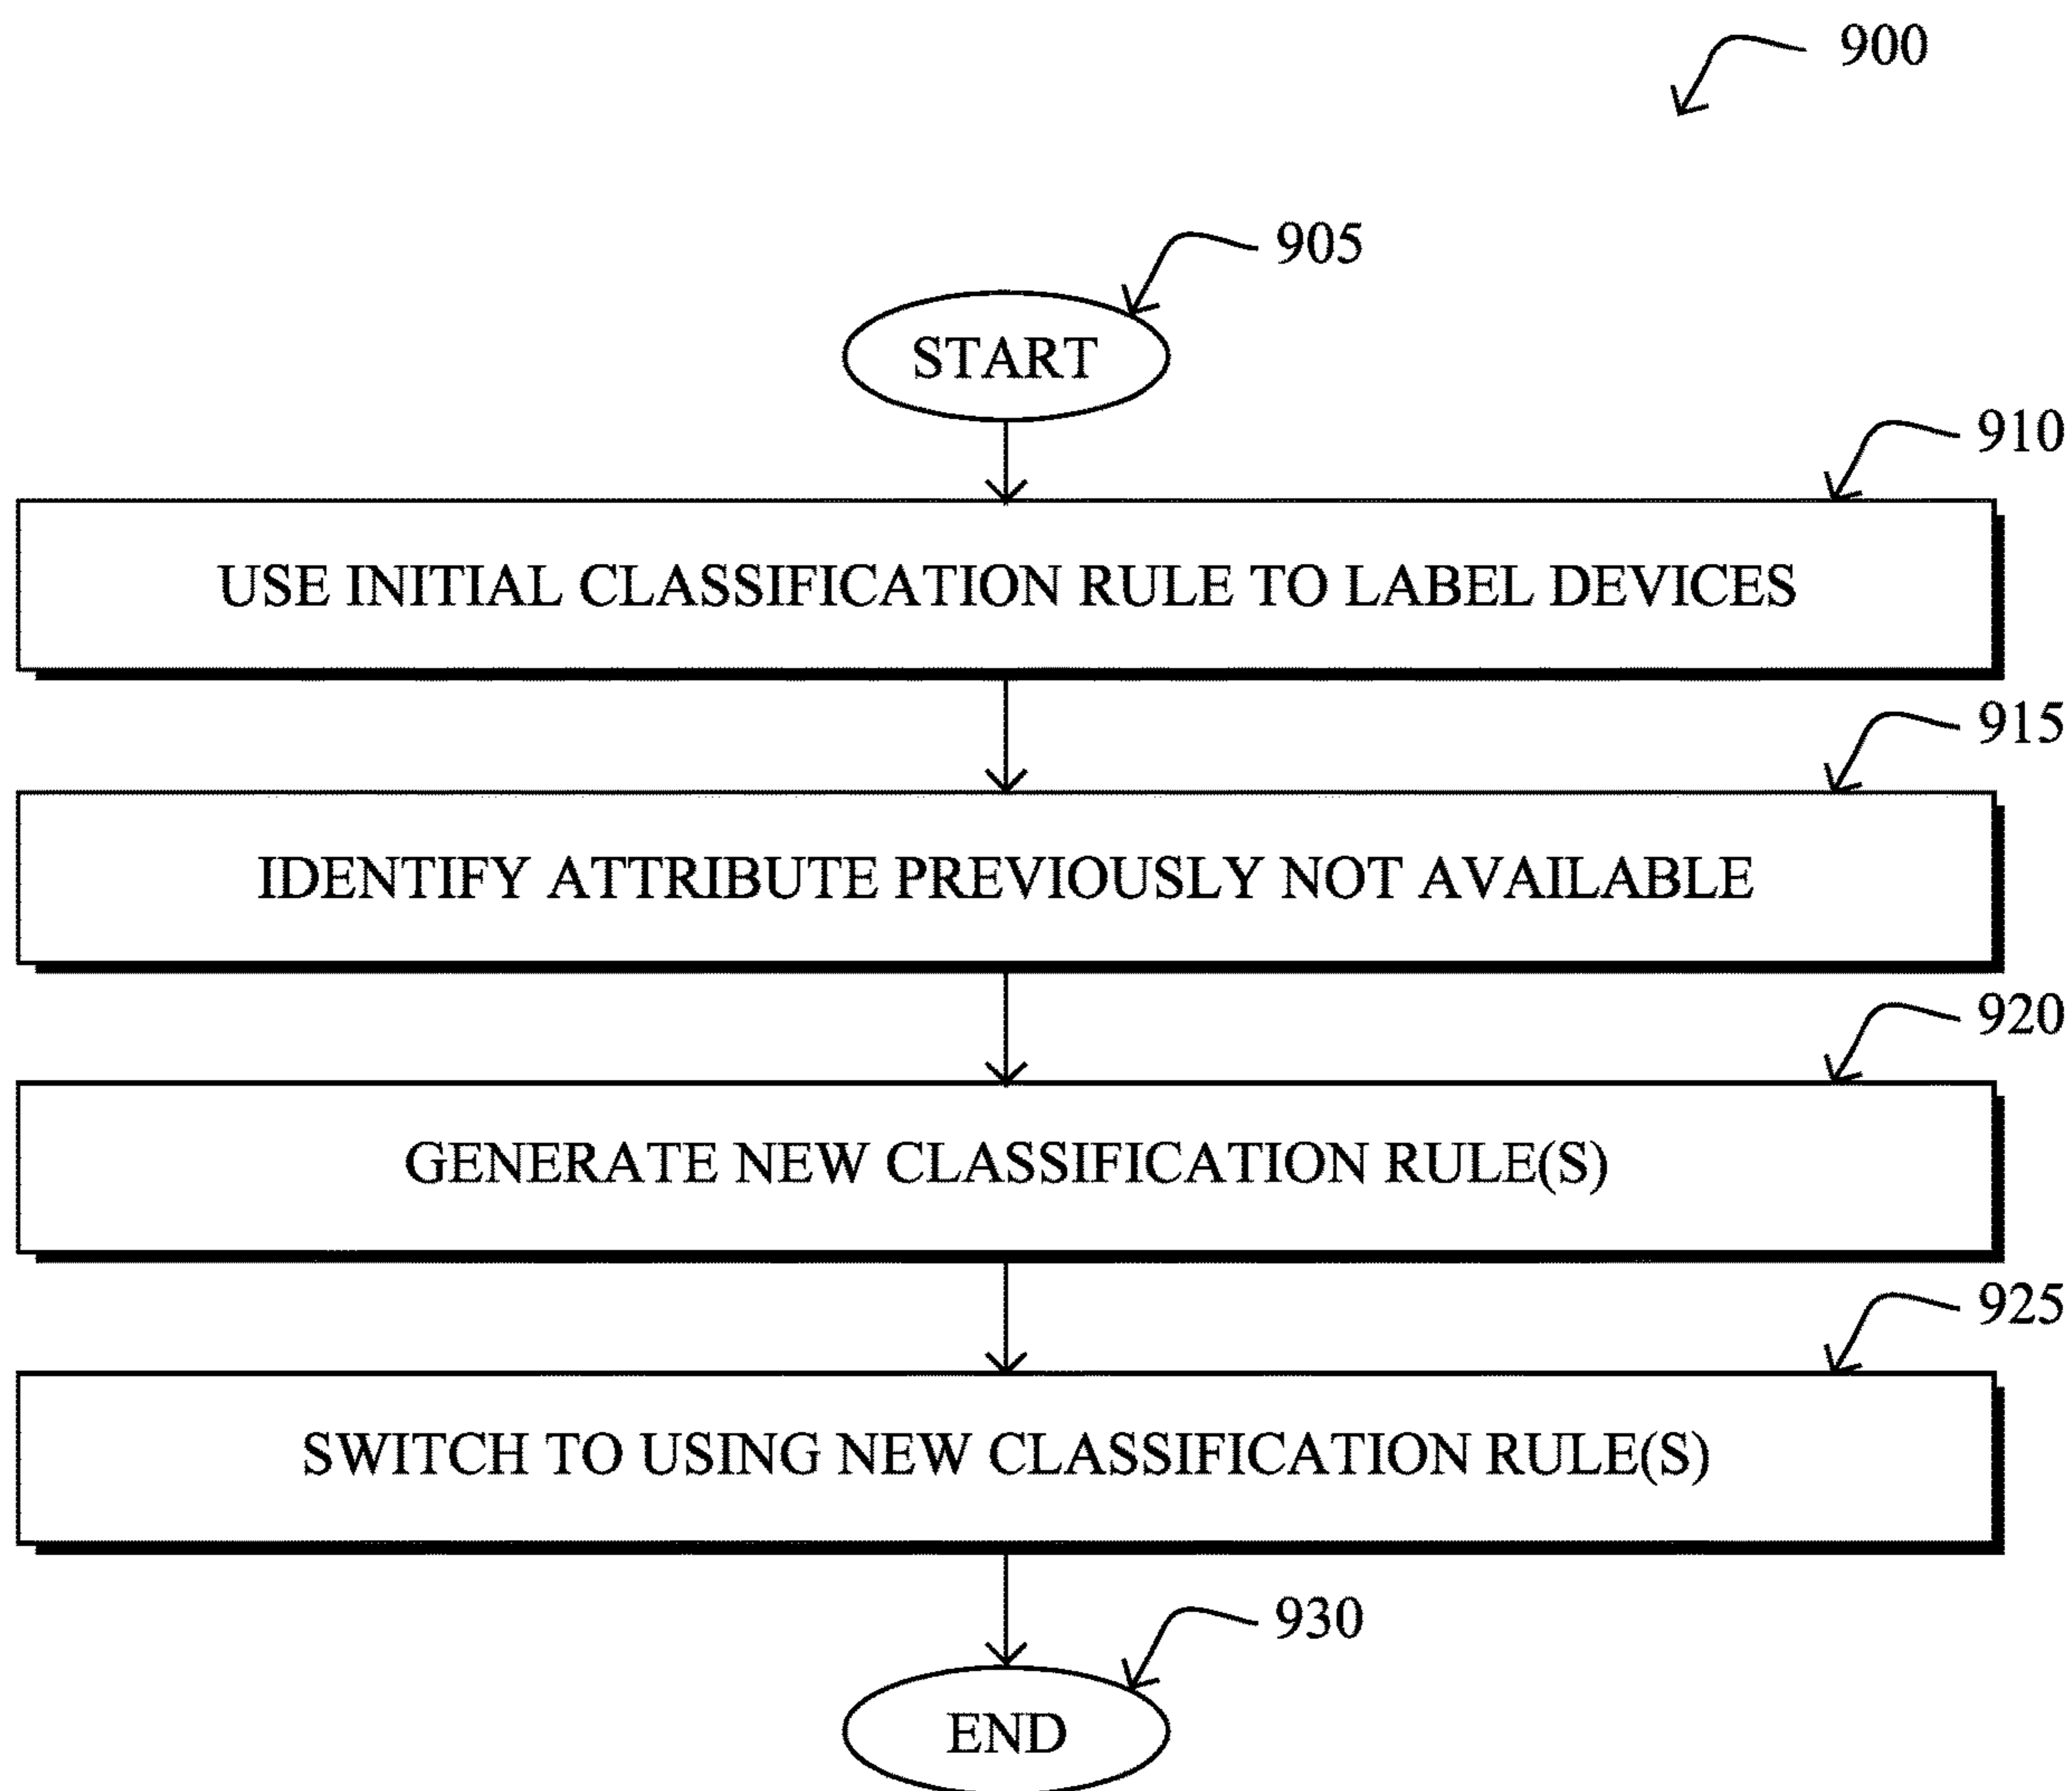 900
905
START
910
USE INITIAL CLASSIFICATION RULE TO LABEL DEVICES
915
IDENTIFY ATTRIBUTE PREVIOUSLY NOT AVAILABLE
920
GENERATE NEW CLASSIFICATION RULE(S)
925
SWITCH TO USING NEW CLASSIFICATION RULE(S)
930
END